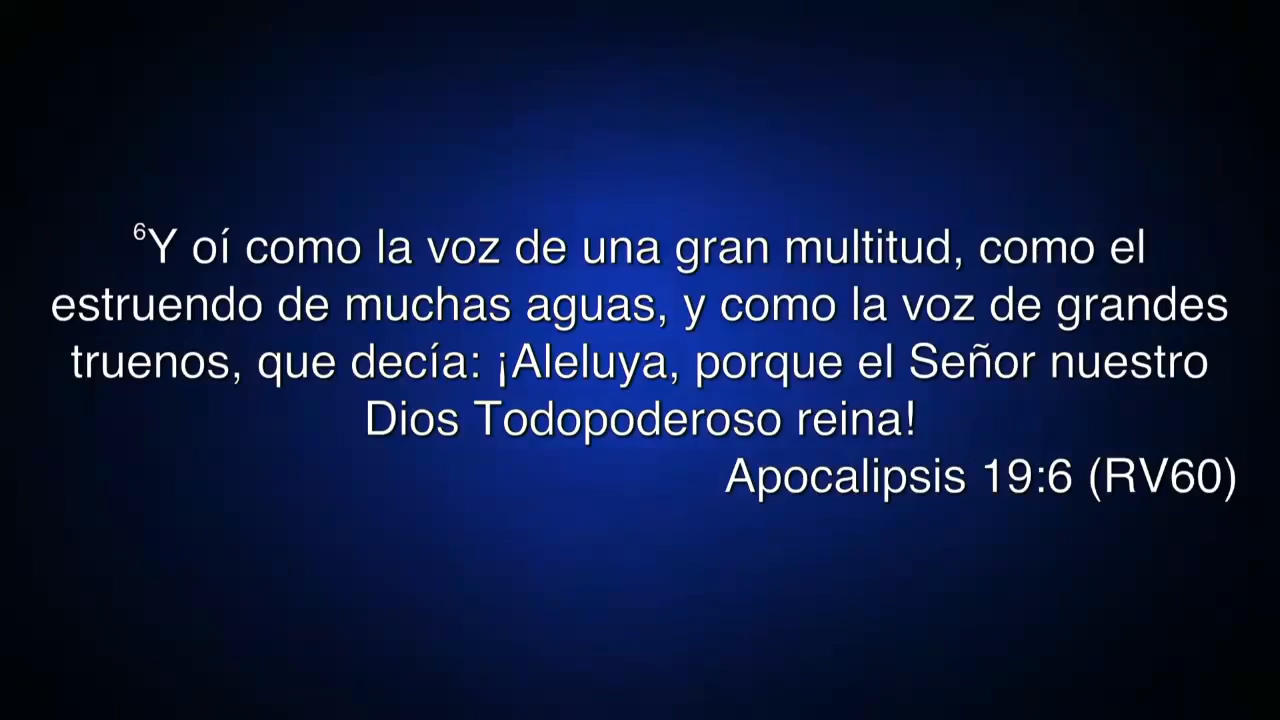 ⁶Y oí como la voz de una gran multitud, como el
estruendo de muchas aguas, y como la voz de grandes
truenos, que decía: ¡Aleluya, porque el Señor nuestro
Dios Todopoderoso reina!
Apocalipsis 19:6 (RV60)